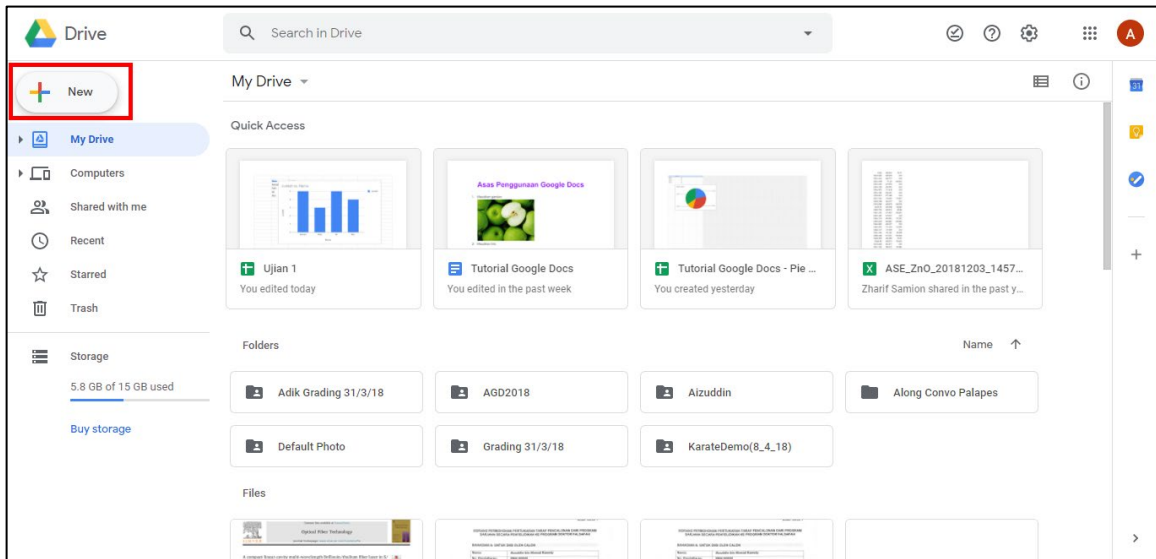 Drive
Search in Drive
A
New
My Drive
31
Quick Access
My Drive
Computers
Shared with me
Recent
Starred
Trash
Storage
5.8 GB of 15 GB used
Buy storage
Asas Penggunaan Google Docs
Ujian 1
You edited today
Tutorial Google Docs
You edited in the past week
Tutorial Google Docs - Pie ...
You created yesterday
X ASE_ZnO_20181203_1457...
Zharif Samion shared in the past y...
Folders
Name
Adik Grading 31/3/18
AGD2018
Aizuddin
Along Convo Palapes
Default Photo
Grading 31/3/18
KarateDemo(8_4_18)
Files
Optical Fiber Technology